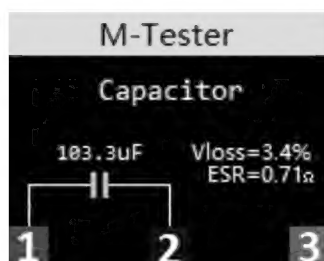 M-Tester
Capacitor
103.3uF Vloss=3.4%
ESR=0.71Ω
1 2 3